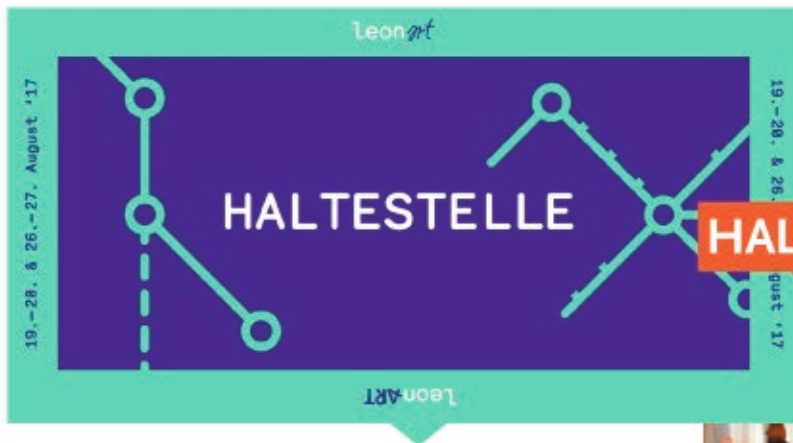 leonart
19.–20. & 26.–27. August '17
HALTESTELLE
19.–20. & 26.
HAL
gust '17
leonART